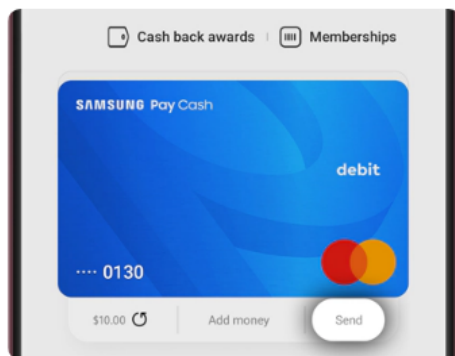 Cash back awards | Memberships
SAMSUNG Pay Cash
debit
···· 0130
$10.00 Add money Send